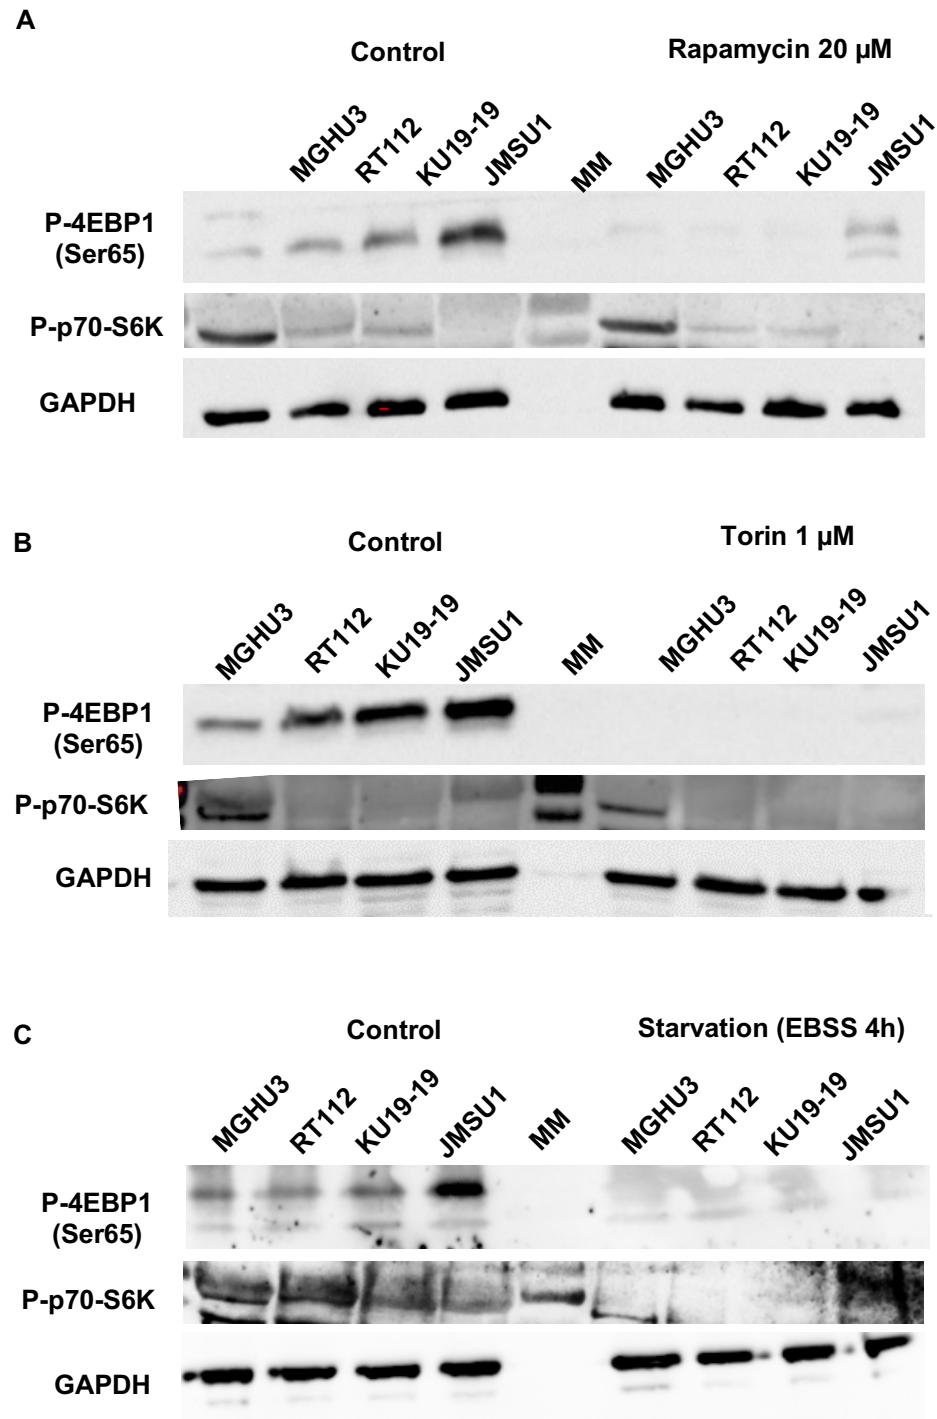 A
Control
Rapamycin 20 µM
MGHU3
RT112
KU19-19
JMSU1
MM
MGHU3
RT112
KU19-19
JMSU1
P-4EBP1
(Ser65)
P-p70-S6K
GAPDH
B
Control
Torin 1 µM
MGHU3
RT112
KU19-19
JMSU1
MM
MGHU3
RT112
KU19-19
JMSU1
P-4EBP1
(Ser65)
P-p70-S6K
GAPDH
C
Control
Starvation (EBSS 4h)
MGHU3
RT112
KU19-19
JMSU1
MM
MGHU3
RT112
KU19-19
JMSU1
P-4EBP1
(Ser65)
P-p70-S6K
GAPDH